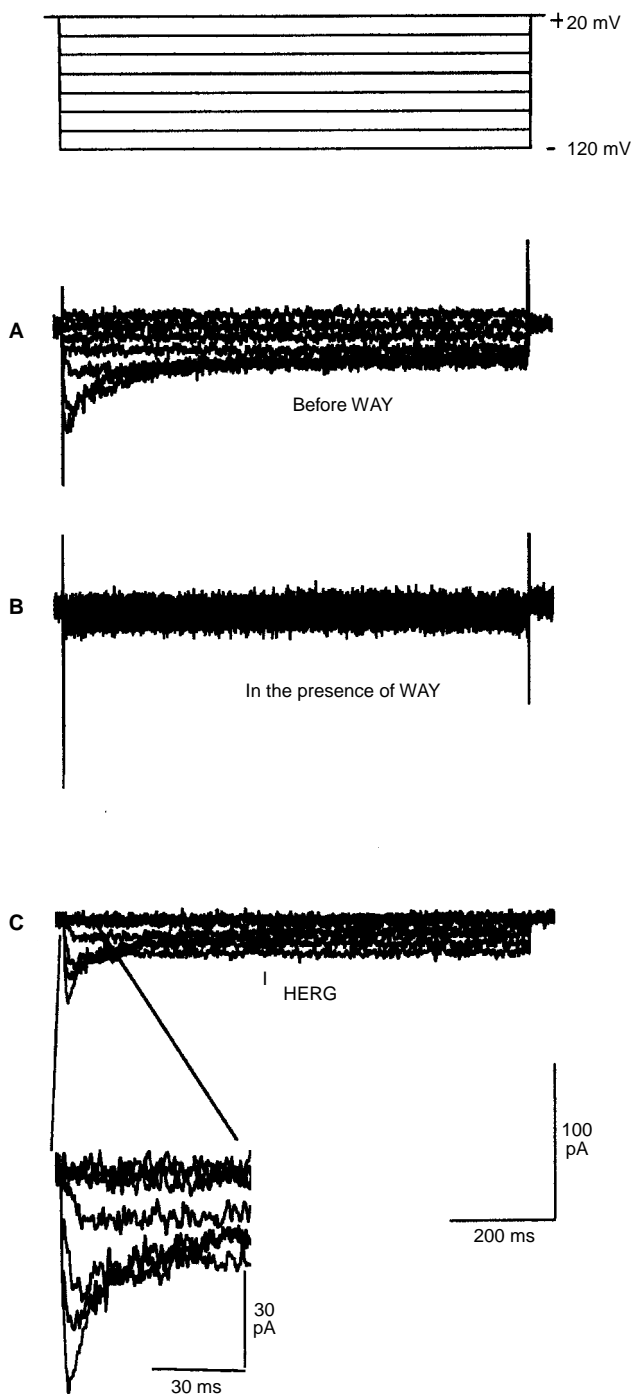 +20 mV
- 120 mV
A
Before WAY
B
In the presence of WAY
C
I
HERG
100
pA
200 ms
30
pA
30 ms